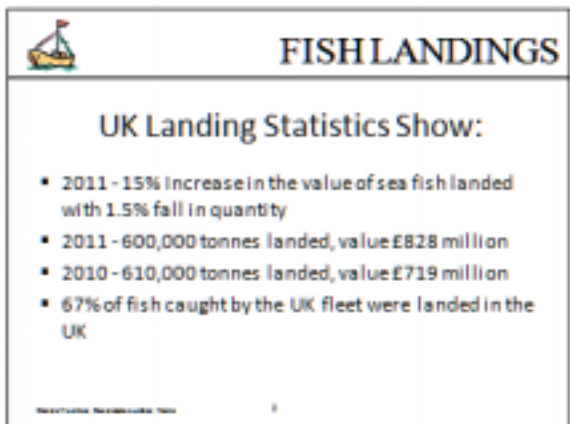 FISH LANDINGS
UK Landing Statistics Show:
▪ 2011 - 15% Increase in the value of sea fish landed
with 1.5% fall in quantity
▪ 2011 - 600,000 tonnes landed, value £828 million
▪ 2010 - 610,000 tonnes landed, value £719 million
▪ 67% of fish caught by the UK fleet were landed in the
UK